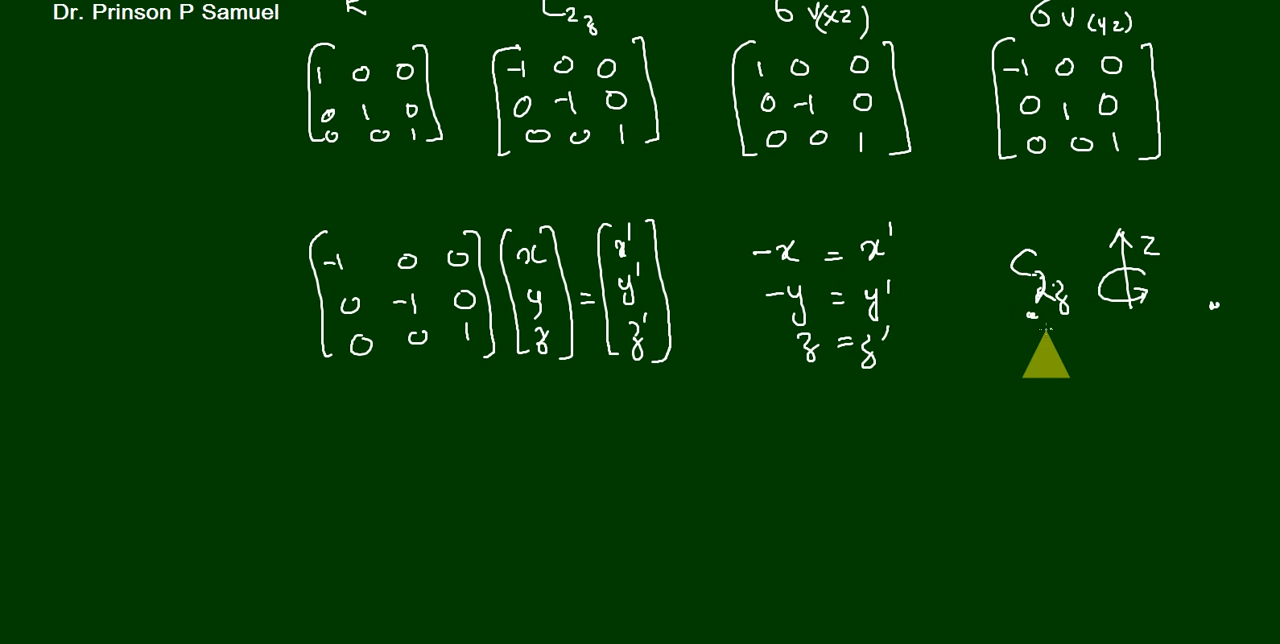 Dr. Prinson P Samuel
E C2z σv(xz) σv(yz)
[1 0 0] [-1 0 0] [1 0 0] [-1 0 0]
[0 1 0] [0 -1 0] [0 -1 0] [0 1 0]
[0 0 1] [0 0 1] [0 0 1] [0 0 1]
[-1 0 0] [x] [x'] -x = x' z
[0 -1 0] [y] = [y'] -y = y' C2z
[0 0 1] [z] [z'] z = z'